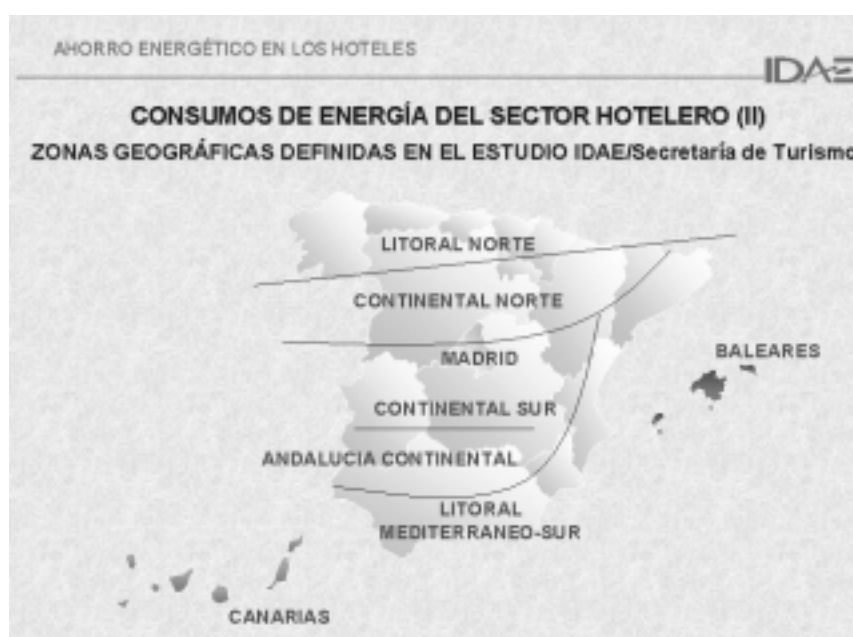 AHORRO ENERGÉTICO EN LOS HOTELES
IDAE
CONSUMOS DE ENERGÍA DEL SECTOR HOTELERO (II)
ZONAS GEOGRÁFICAS DEFINIDAS EN EL ESTUDIO IDAE/Secretaría de Turismo
LITORAL NORTE
CONTINENTAL NORTE
MADRID
BALEARES
CONTINENTAL SUR
ANDALUCIA CONTINENTAL
LITORAL
MEDITERRANEO-SUR
CANARIAS